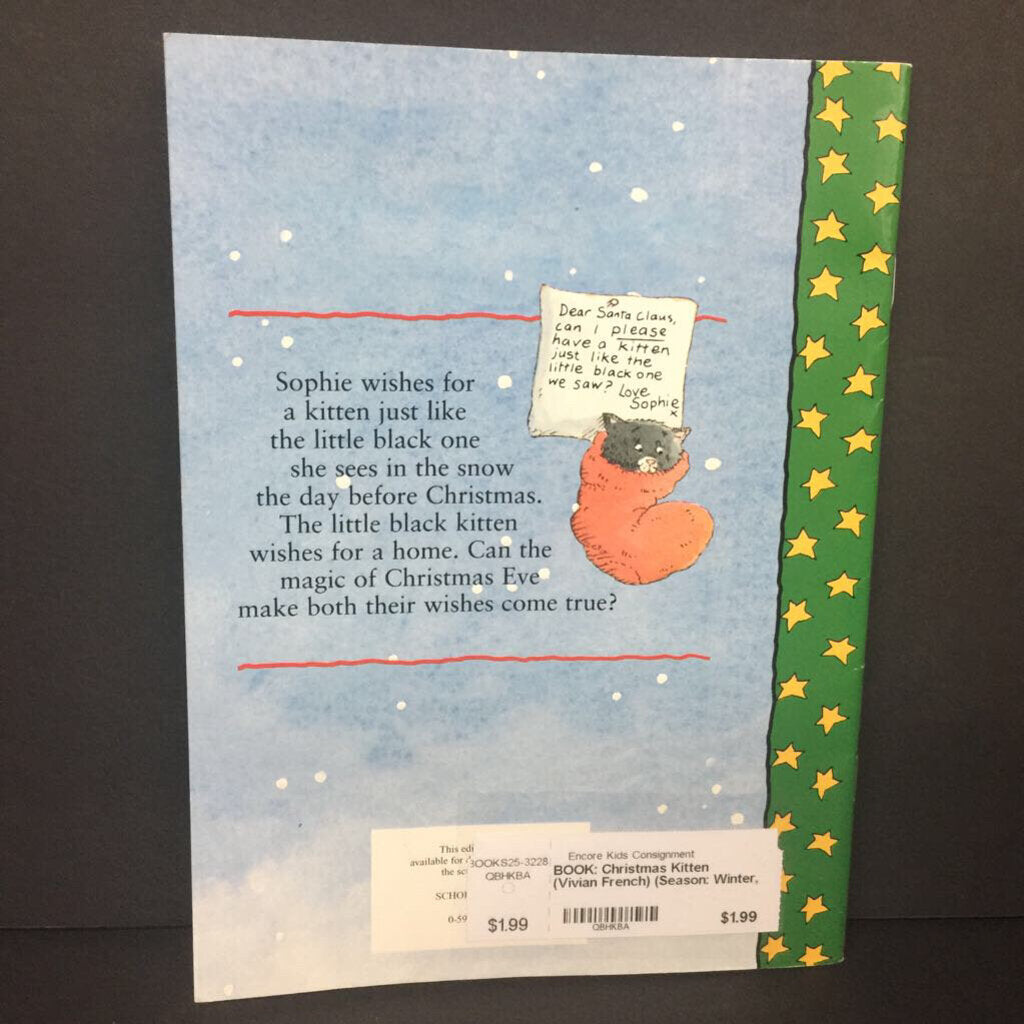 Dear Santa Claus,
can I please
have a kitten
just like the
little black one
we saw? Love
Sophie
x
Sophie wishes for
a kitten just like
the little black one
she sees in the snow
the day before Christmas.
The little black kitten
wishes for a home. Can the
magic of Christmas Eve
make both their wishes come true?
This
available for
the
0-59
BOOKS25-3228
QBHKBA
$1.99
Encore Kids Consignment
BOOK: Christmas Kitten
(Vivian French) (Season: Winter,
QBHKBA
$1.99